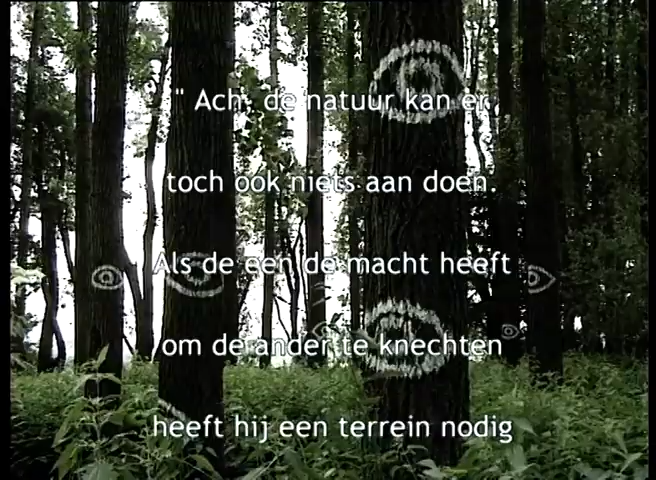 " Ach, de natuur kan er
toch ook niets aan doen.
Als de een de macht heeft
om de ander te knechten
heeft hij een terrein nodig